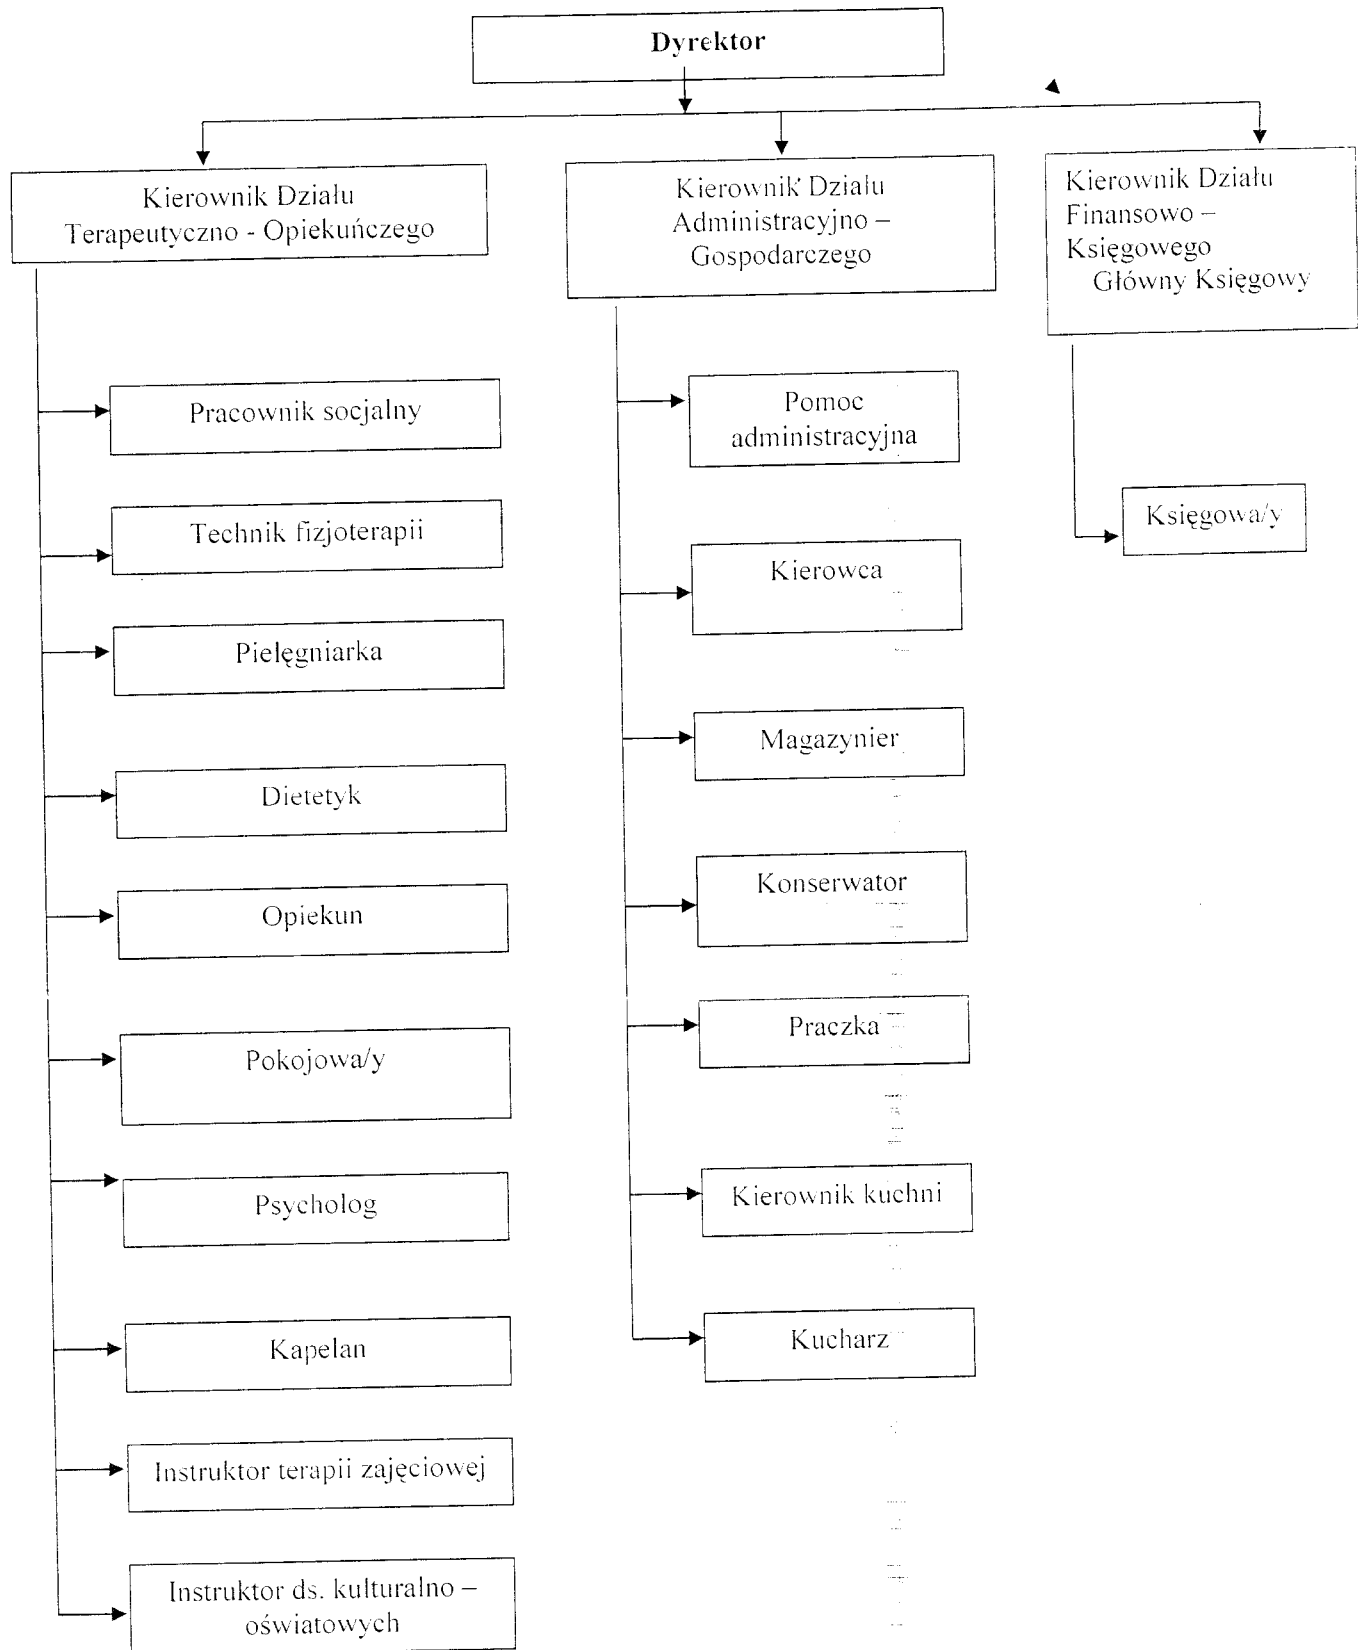 Dyrektor
Kierownik Działu
Terapeutyczno - Opiekuńczego
Kierownik Działu
Administracyjno –
Gospodarczego
Kierownik Działu
Finansowo –
Księgowego
Główny Księgowy
Pracownik socjalny
Technik fizjoterapii
Pielęgniarka
Dietetyk
Opiekun
Pokojowa/y
Psycholog
Kapelan
Instruktor terapii zajęciowej
Instruktor ds. kulturalno –
oświatowych
Pomoc
administracyjna
Kierowca
Magazynier
Konserwator
Praczka
Kierownik kuchni
Kucharz
Księgowa/y